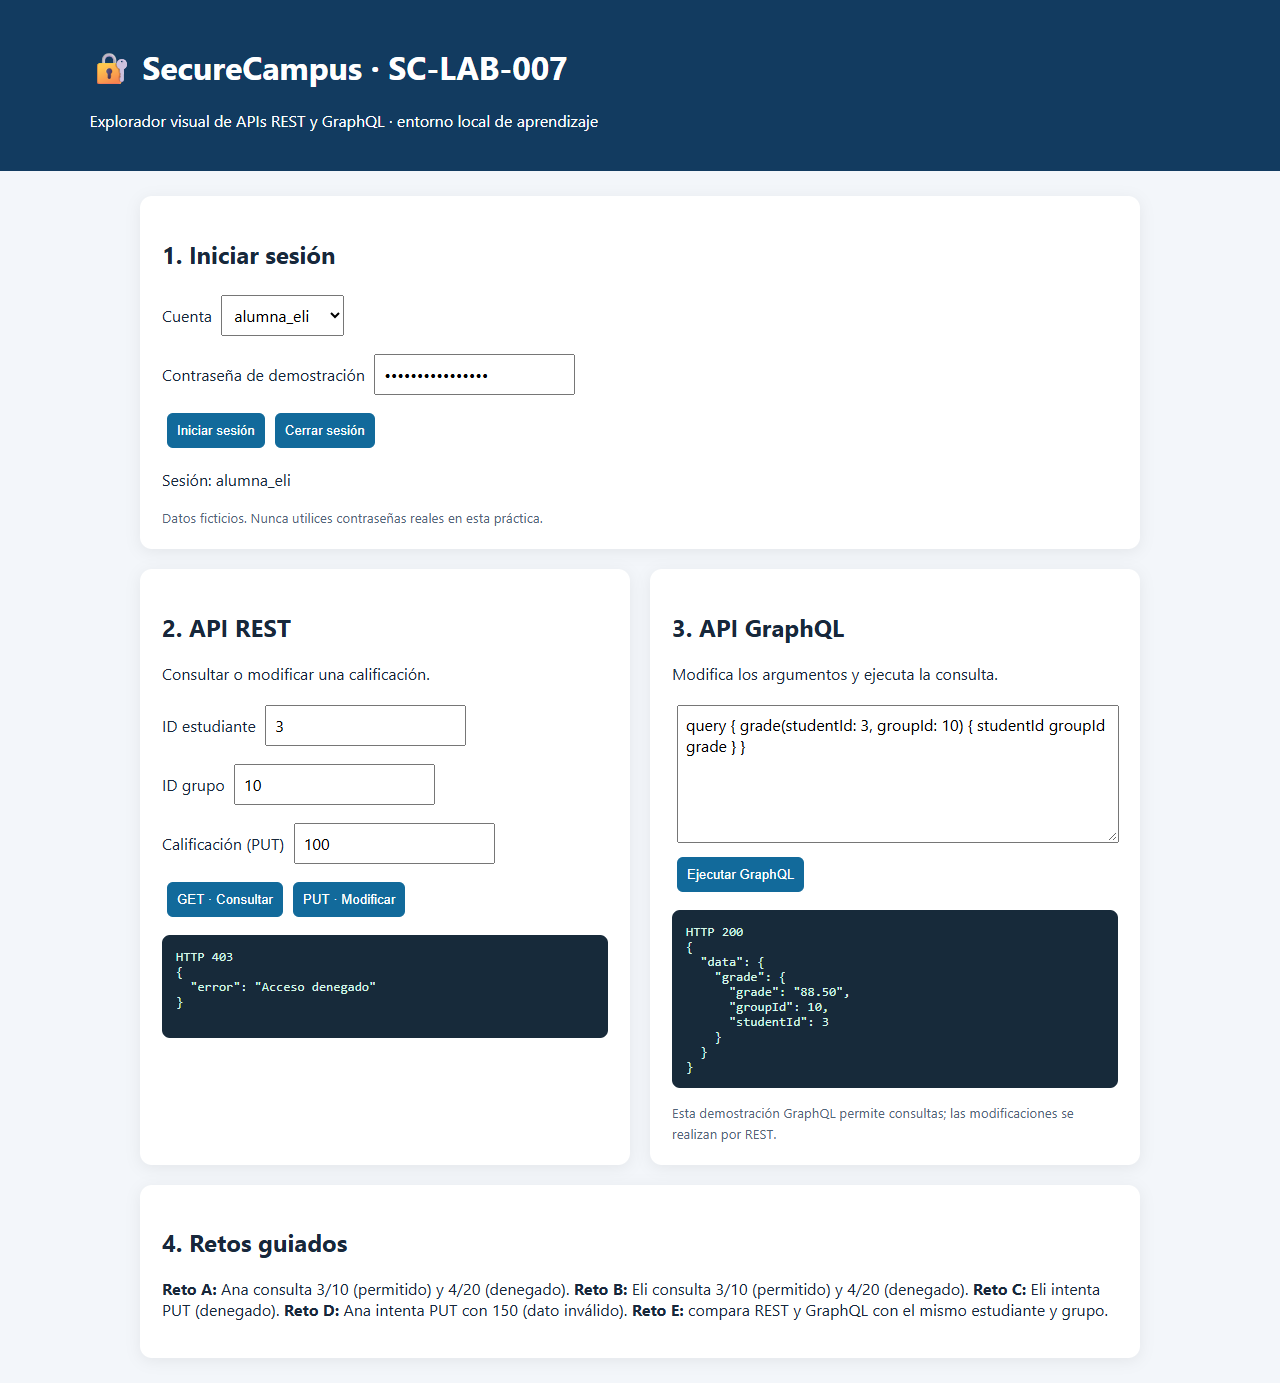 SecureCampus · SC-LAB-007
Explorador visual de APIs REST y GraphQL · entorno local de aprendizaje
1. Iniciar sesión
Cuenta alumna_eli
Contraseña de demostración ••••••••••••••••
Iniciar sesión Cerrar sesión
Sesión: alumna_eli
Datos ficticios. Nunca utilices contraseñas reales en esta práctica.
2. API REST
Consultar o modificar una calificación.
ID estudiante 3
ID grupo 10
Calificación (PUT) 100
GET · Consultar PUT · Modificar
HTTP 403
{
"error": "Acceso denegado"
}
3. API GraphQL
Modifica los argumentos y ejecuta la consulta.
query { grade(studentId: 3, groupId: 10) { studentId groupId
grade } }
Ejecutar GraphQL
HTTP 200
{
"data": {
"grade": {
"grade": "88.50",
"groupId": 10,
"studentId": 3
}
}
}
Esta demostración GraphQL permite consultas; las modificaciones se
realizan por REST.
4. Retos guiados
Reto A: Ana consulta 3/10 (permitido) y 4/20 (denegado). Reto B: Eli consulta 3/10 (permitido) y 4/20 (denegado). Reto C: Eli intenta
PUT (denegado). Reto D: Ana intenta PUT con 150 (dato inválido). Reto E: compara REST y GraphQL con el mismo estudiante y grupo.